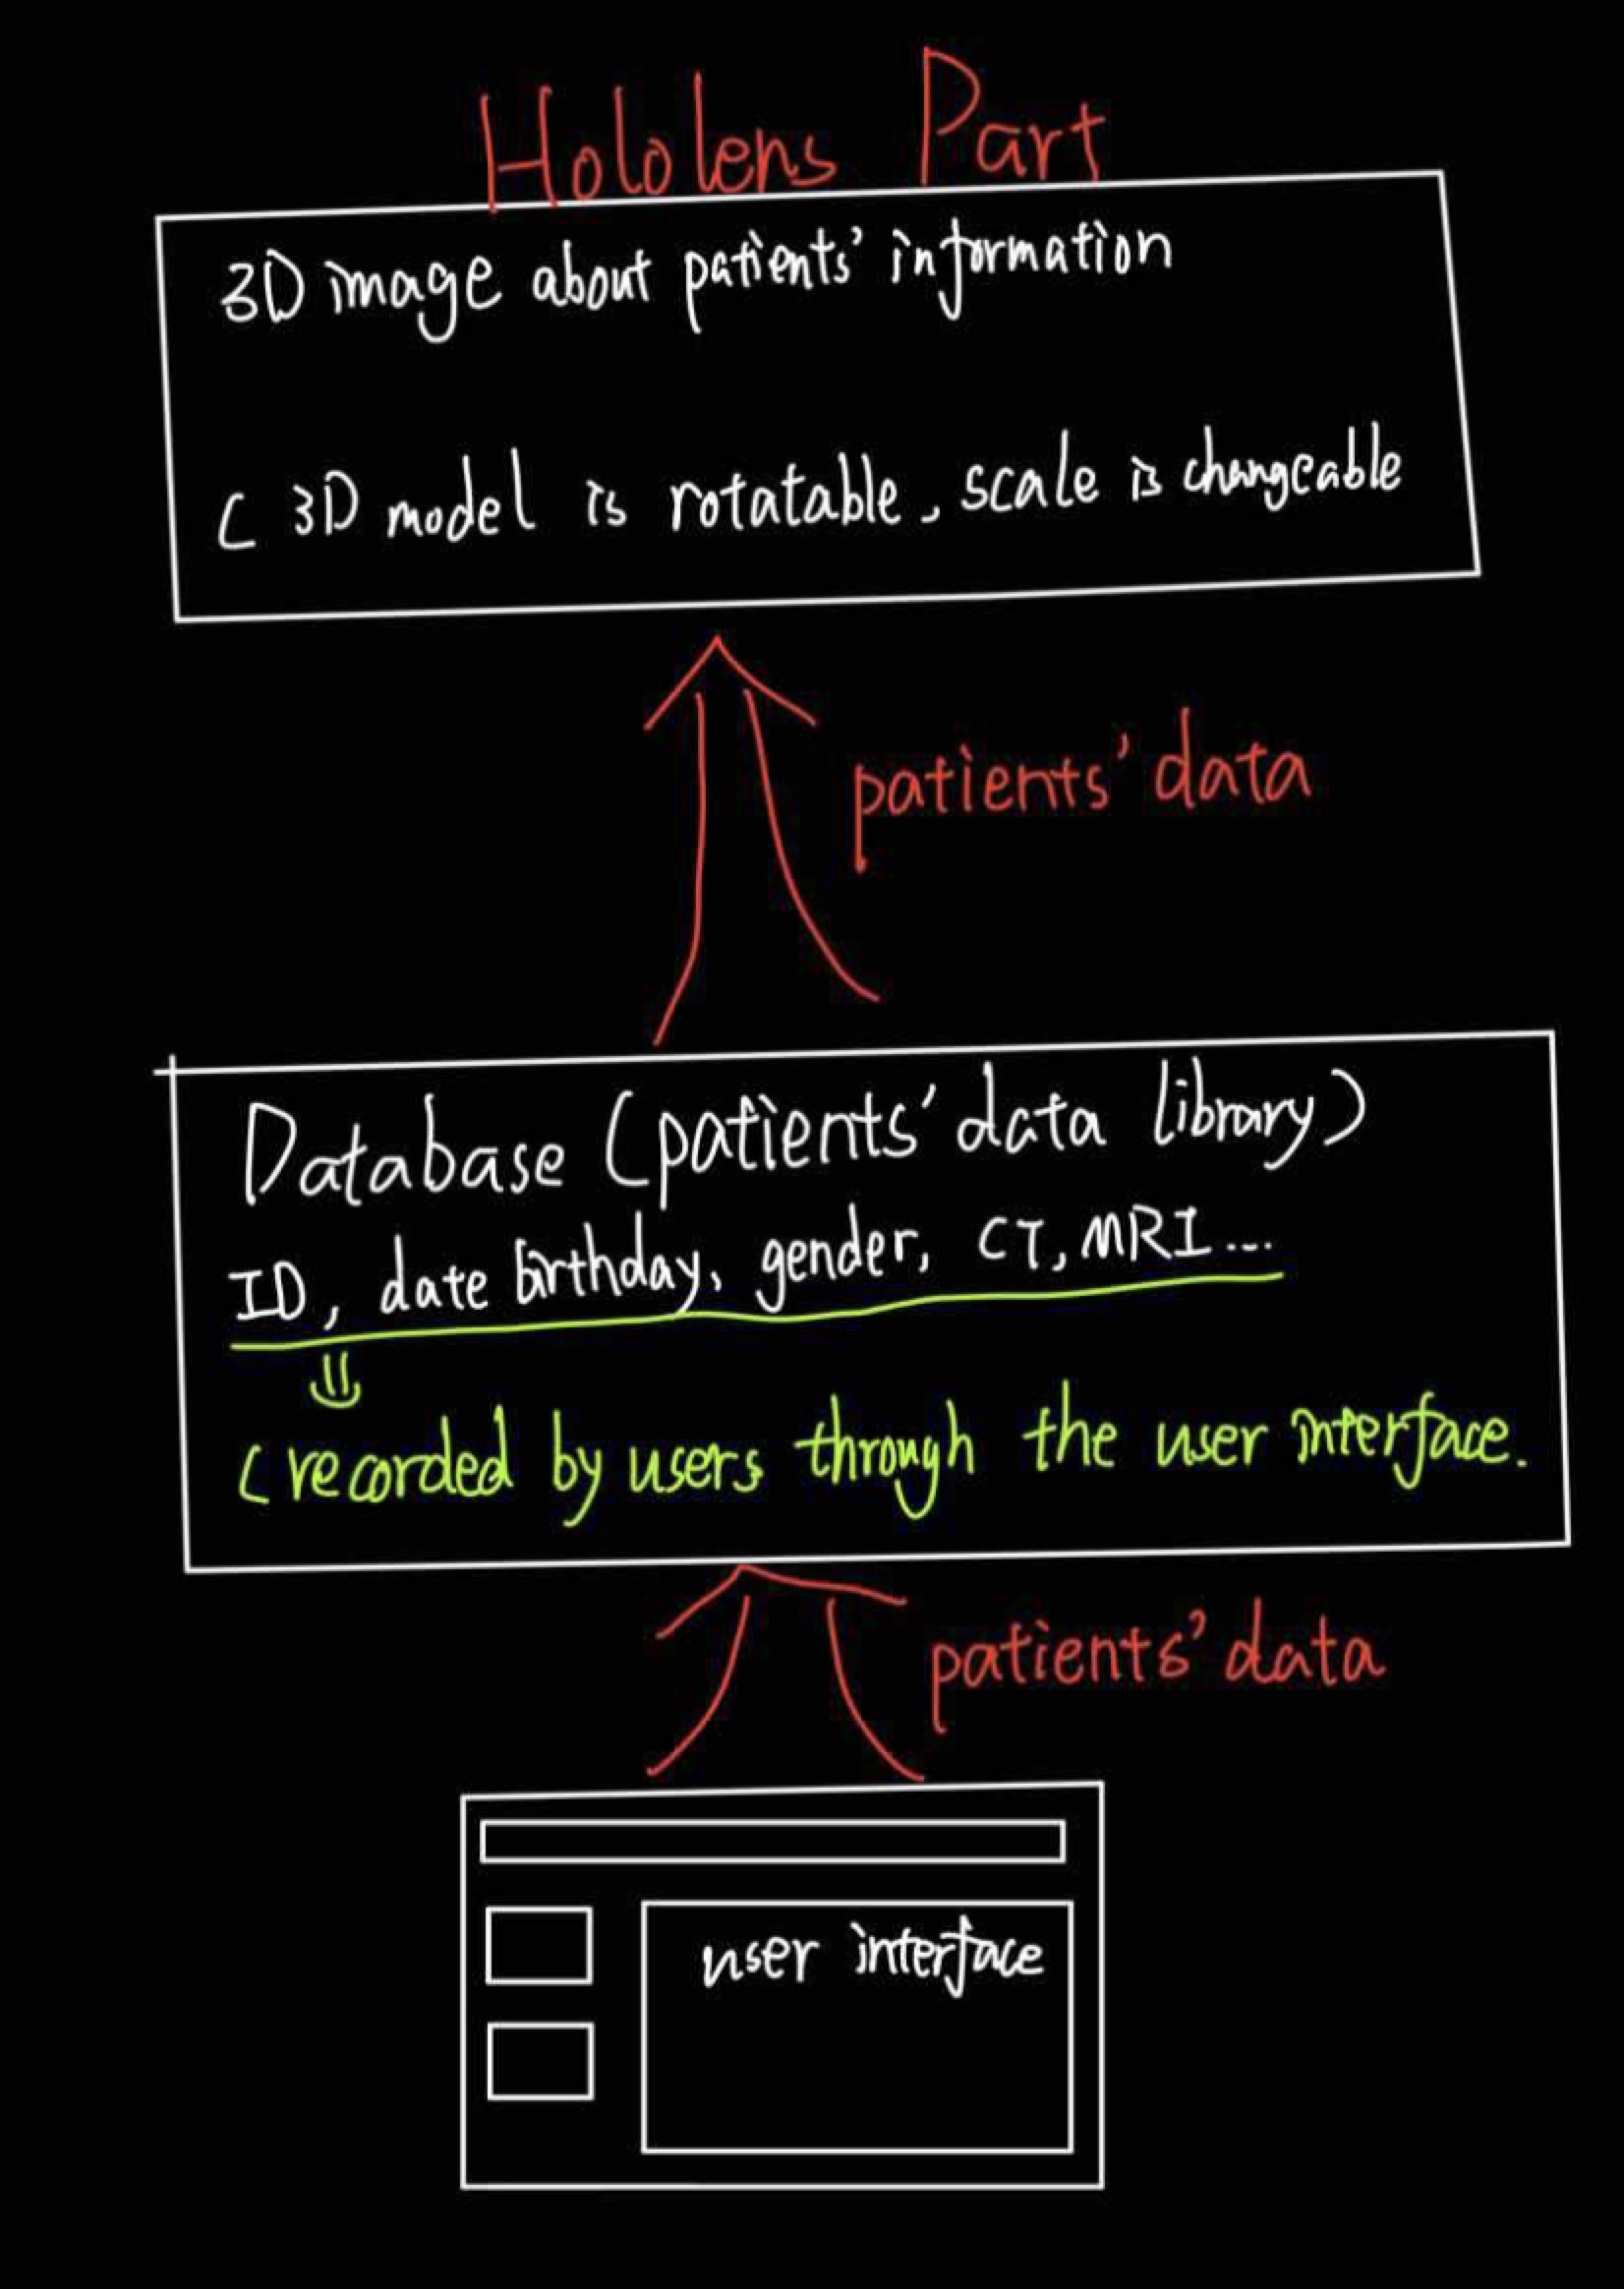 Hololens Part
3D image about patients' information
( 3D model is rotatable, scale is changeable
patients' data
Database (patients' data library)
ID, date birthday, gender, CT, MRI...
(recorded by users through the user interface.
patients' data
user interface